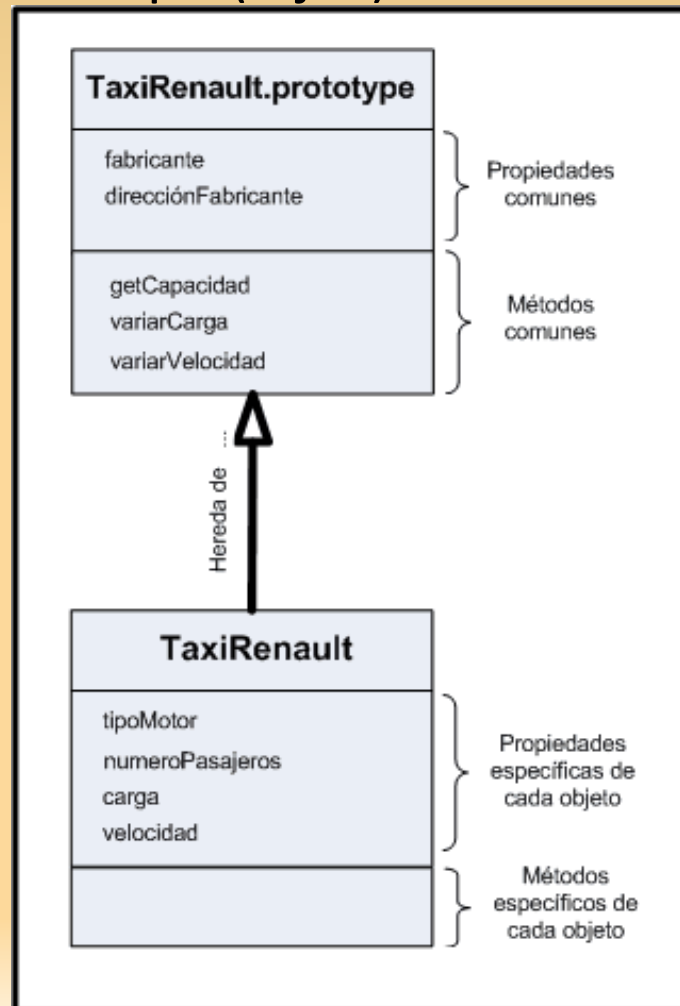 TaxiRenault.prototype
fabricante
direcciónFabricante
Propiedades
comunes
getCapacidad
variarCarga
variarVelocidad
Métodos
comunes
Hereda de ...
TaxiRenault
tipoMotor
numeroPasajeros
carga
velocidad
Propiedades
específicas de
cada objeto
Métodos
específicos de
cada objeto